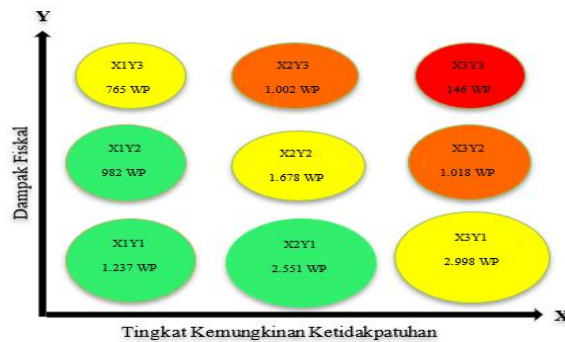 Y
X1Y3
765 WP
X2Y3
1.002 WP
X3Y3
146 WP
X1Y2
982 WP
X2Y2
1.678 WP
X3Y2
1.018 WP
X1Y1
1.237 WP
X2Y1
2.551 WP
X3Y1
2.998 WP
Dampak Fiskal
X
Tingkat Kemungkinan Ketidakpatuhan